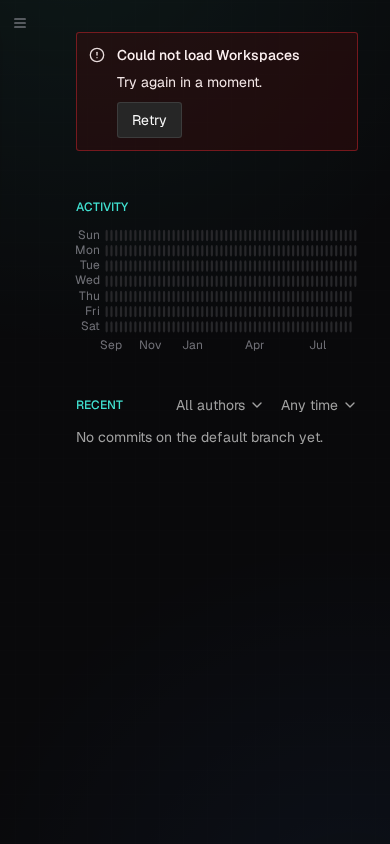 Could not load Workspaces
Try again in a moment.
Retry
ACTIVITY
Sun
Mon
Tue
Wed
Thu
Fri
Sat
Sep Nov Jan Apr Jul
RECENT All authors Any time
No commits on the default branch yet.